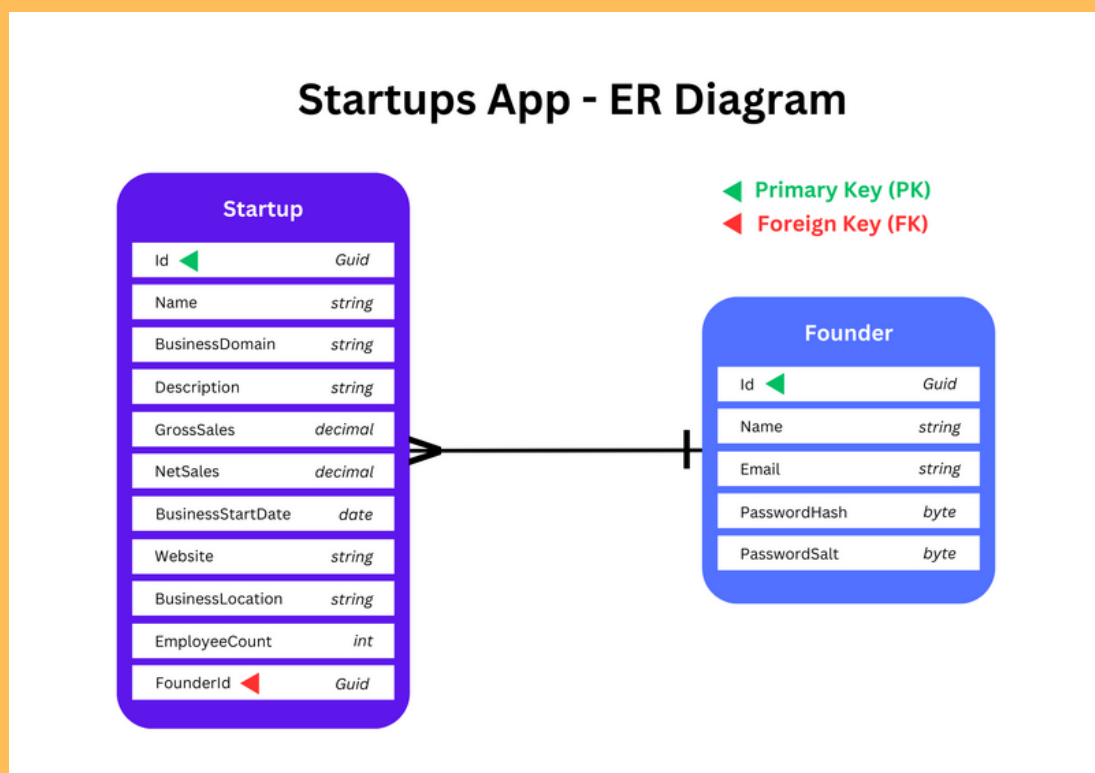 Startups App - ER Diagram
Startup
Id Guid
Name string
BusinessDomain string
Description string
GrossSales decimal
NetSales decimal
BusinessStartDate date
Website string
BusinessLocation string
EmployeeCount int
FounderId Guid
Primary Key (PK)
Foreign Key (FK)
Founder
Id Guid
Name string
Email string
PasswordHash byte
PasswordSalt byte